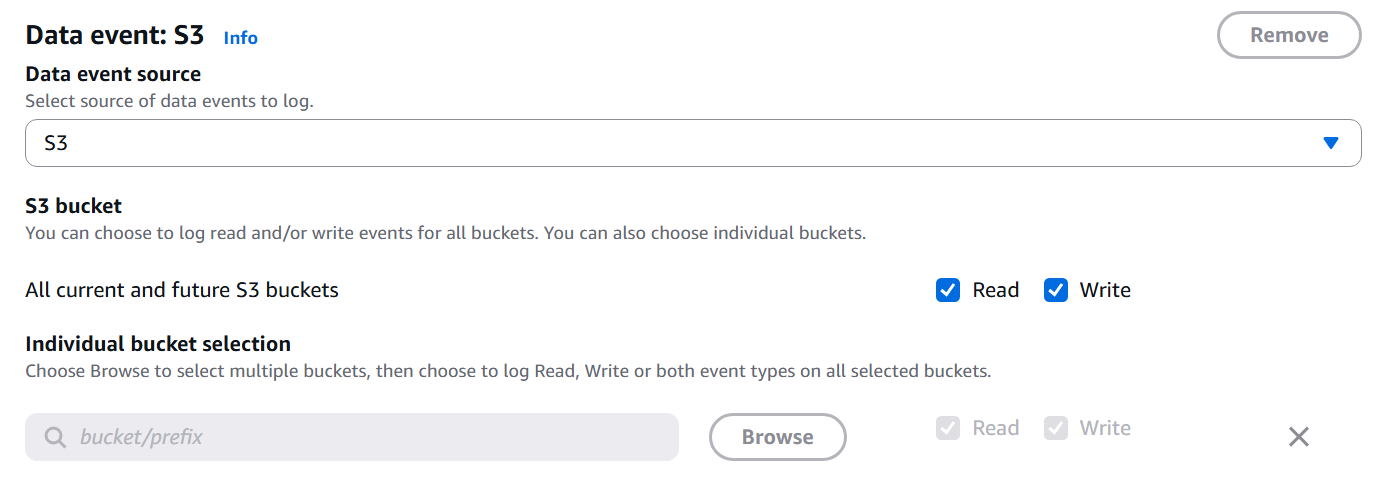 Data event: S3 Info Remove
Data event source
Select source of data events to log.
S3
S3 bucket
You can choose to log read and/or write events for all buckets. You can also choose individual buckets.
All current and future S3 buckets Read Write
Individual bucket selection
Choose Browse to select multiple buckets, then choose to log Read, Write or both event types on all selected buckets.
bucket/prefix Browse Read Write